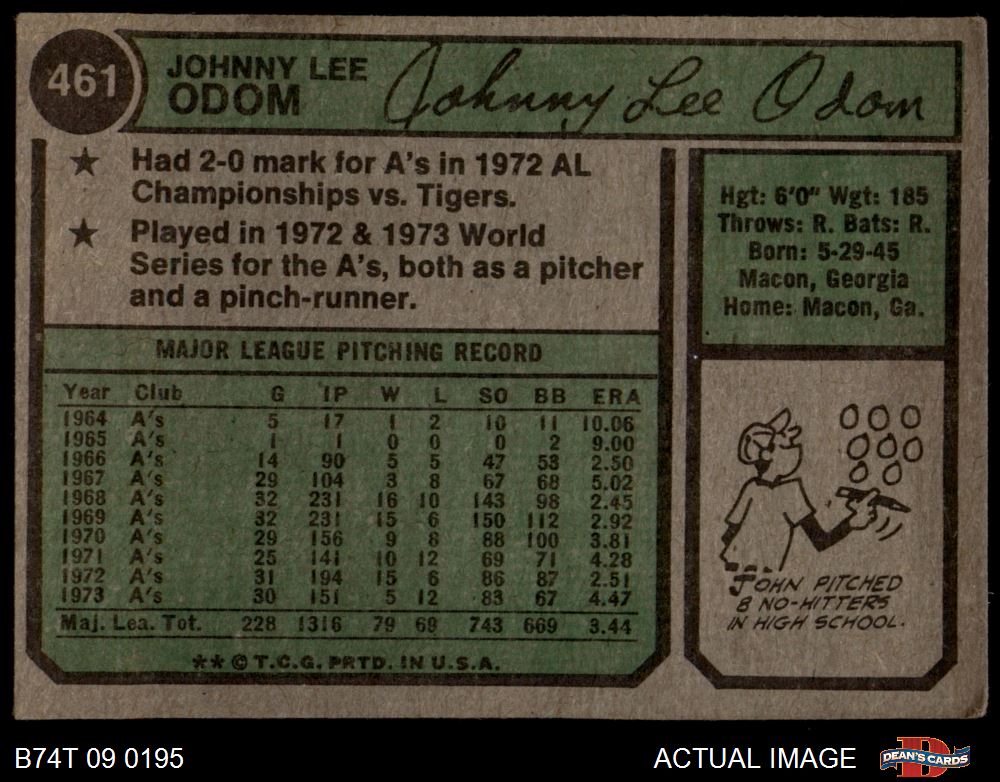 461
JOHNNY LEE
ODOM
Johnny Lee Odom
★ Had 2-0 mark for A's in 1972 AL
Championships vs. Tigers.
★ Played in 1972 & 1973 World
Series for the A's, both as a pitcher
and a pinch-runner.
Hgt: 6'0" Wgt: 185
Throws: R. Bats: R.
Born: 5-29-45
Macon, Georgia
Home: Macon, Ga.
MAJOR LEAGUE PITCHING RECORD
Year Club G IP W L SO BB ERA
1964 A's 5 17 1 2 10 11 10.06
1965 A's 1 1 0 0 0 2 9.00
1966 A's 14 90 5 5 47 53 2.50
1967 A's 29 104 3 8 67 68 5.02
1968 A's 32 231 16 10 143 98 2.45
1969 A's 32 231 15 6 150 112 2.92
1970 A's 29 156 9 8 88 100 3.81
1971 A's 25 141 10 12 69 71 4.28
1972 A's 31 194 15 6 86 87 2.51
1973 A's 30 151 5 12 83 67 4.47
Maj. Lea. Tot. 228 1316 79 69 743 669 3.44
** © T.C.G. PRTD. IN U.S.A.
JOHN PITCHED
8 NO-HITTERS
IN HIGH SCHOOL.
B74T 09 0195
ACTUAL IMAGE
DEAN'S CARDS